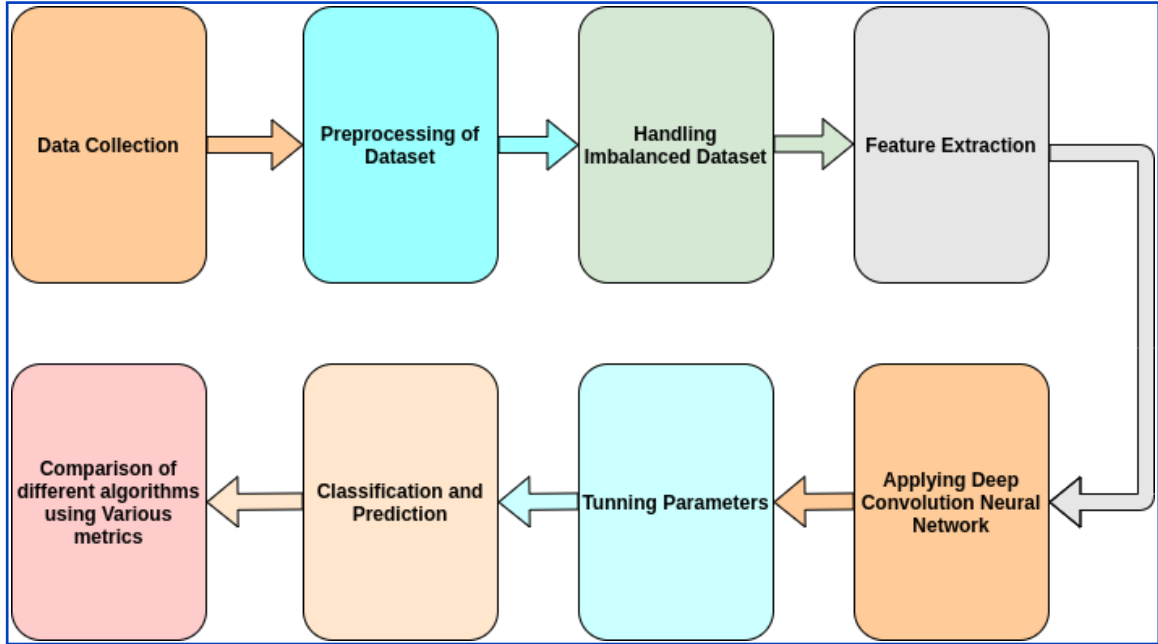 Data Collection
Preprocessing of
Dataset
Handling
Imbalanced Dataset
Feature Extraction
Applying Deep
Convolution Neural
Network
Tunning Parameters
Classification and
Prediction
Comparison of
different algorithms
using Various
metrics